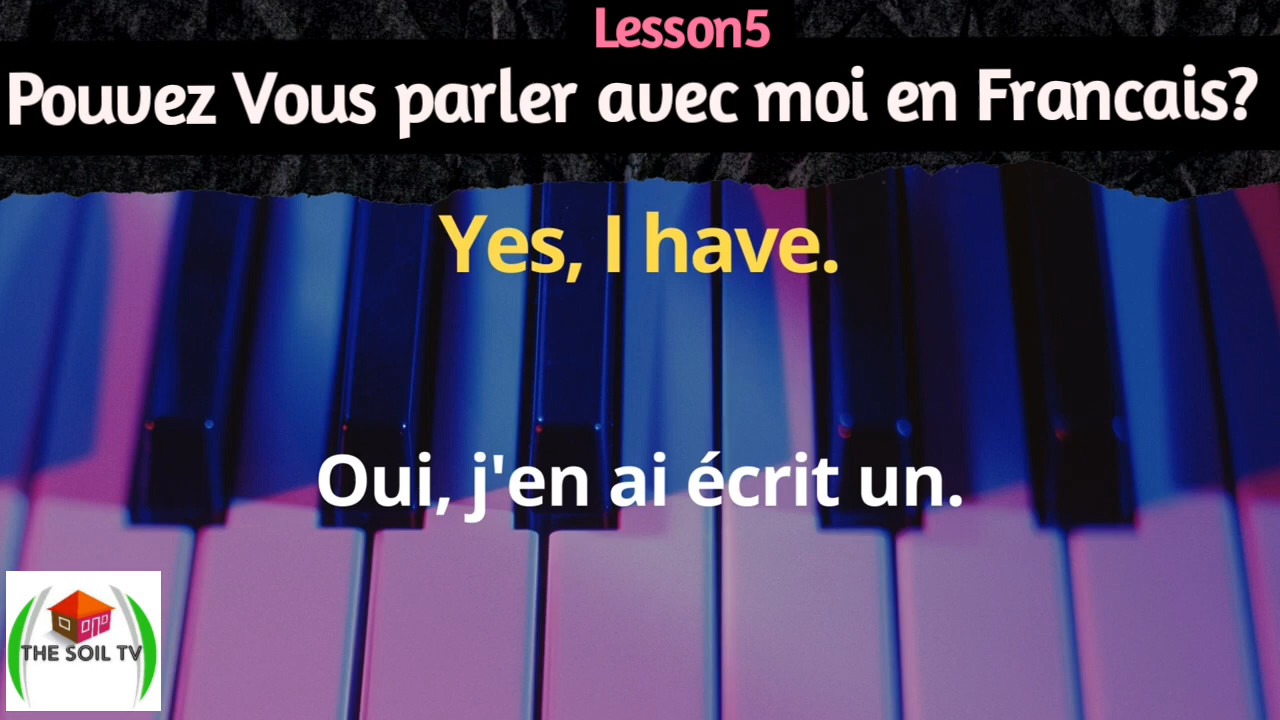 Lesson5
Pouvez Vous parler avec moi en Francais?
Yes, I have.
Oui, j'en ai écrit un.
THE SOIL TV